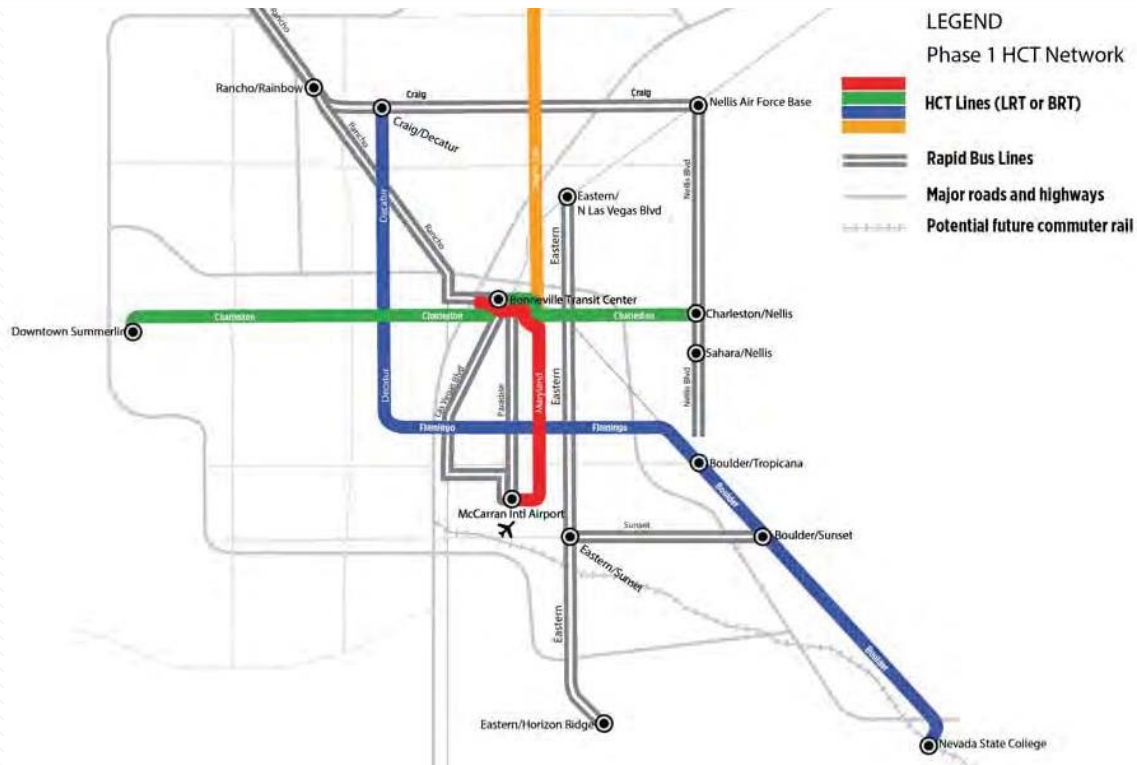 LEGEND
Phase 1 HCT Network
HCT Lines (LRT or BRT)
Rapid Bus Lines
Major roads and highways
Potential future commuter rail
Rancho
Rancho/Rainbow
Craig
Craig
Nellis Air Force Base
Craig/Decatur
Rancho
Decatur
Nellis Blvd
Eastern/
N Las Vegas Blvd
Rancho
Eastern
Bonneville Transit Center
Charleston
Charleston
Charleston
Charleston/Nellis
Downtown Summerlin
Sahara/Nellis
Decatur
Las Vegas Blvd
Paradise
Maryland
Eastern
Nellis Blvd
Flamingo
Flamingo
Boulder/Tropicana
Boulder
McCarran Intl Airport
Sunset
Boulder/Sunset
Eastern/Sunset
Eastern
Boulder
Eastern/Horizon Ridge
Nevada State College